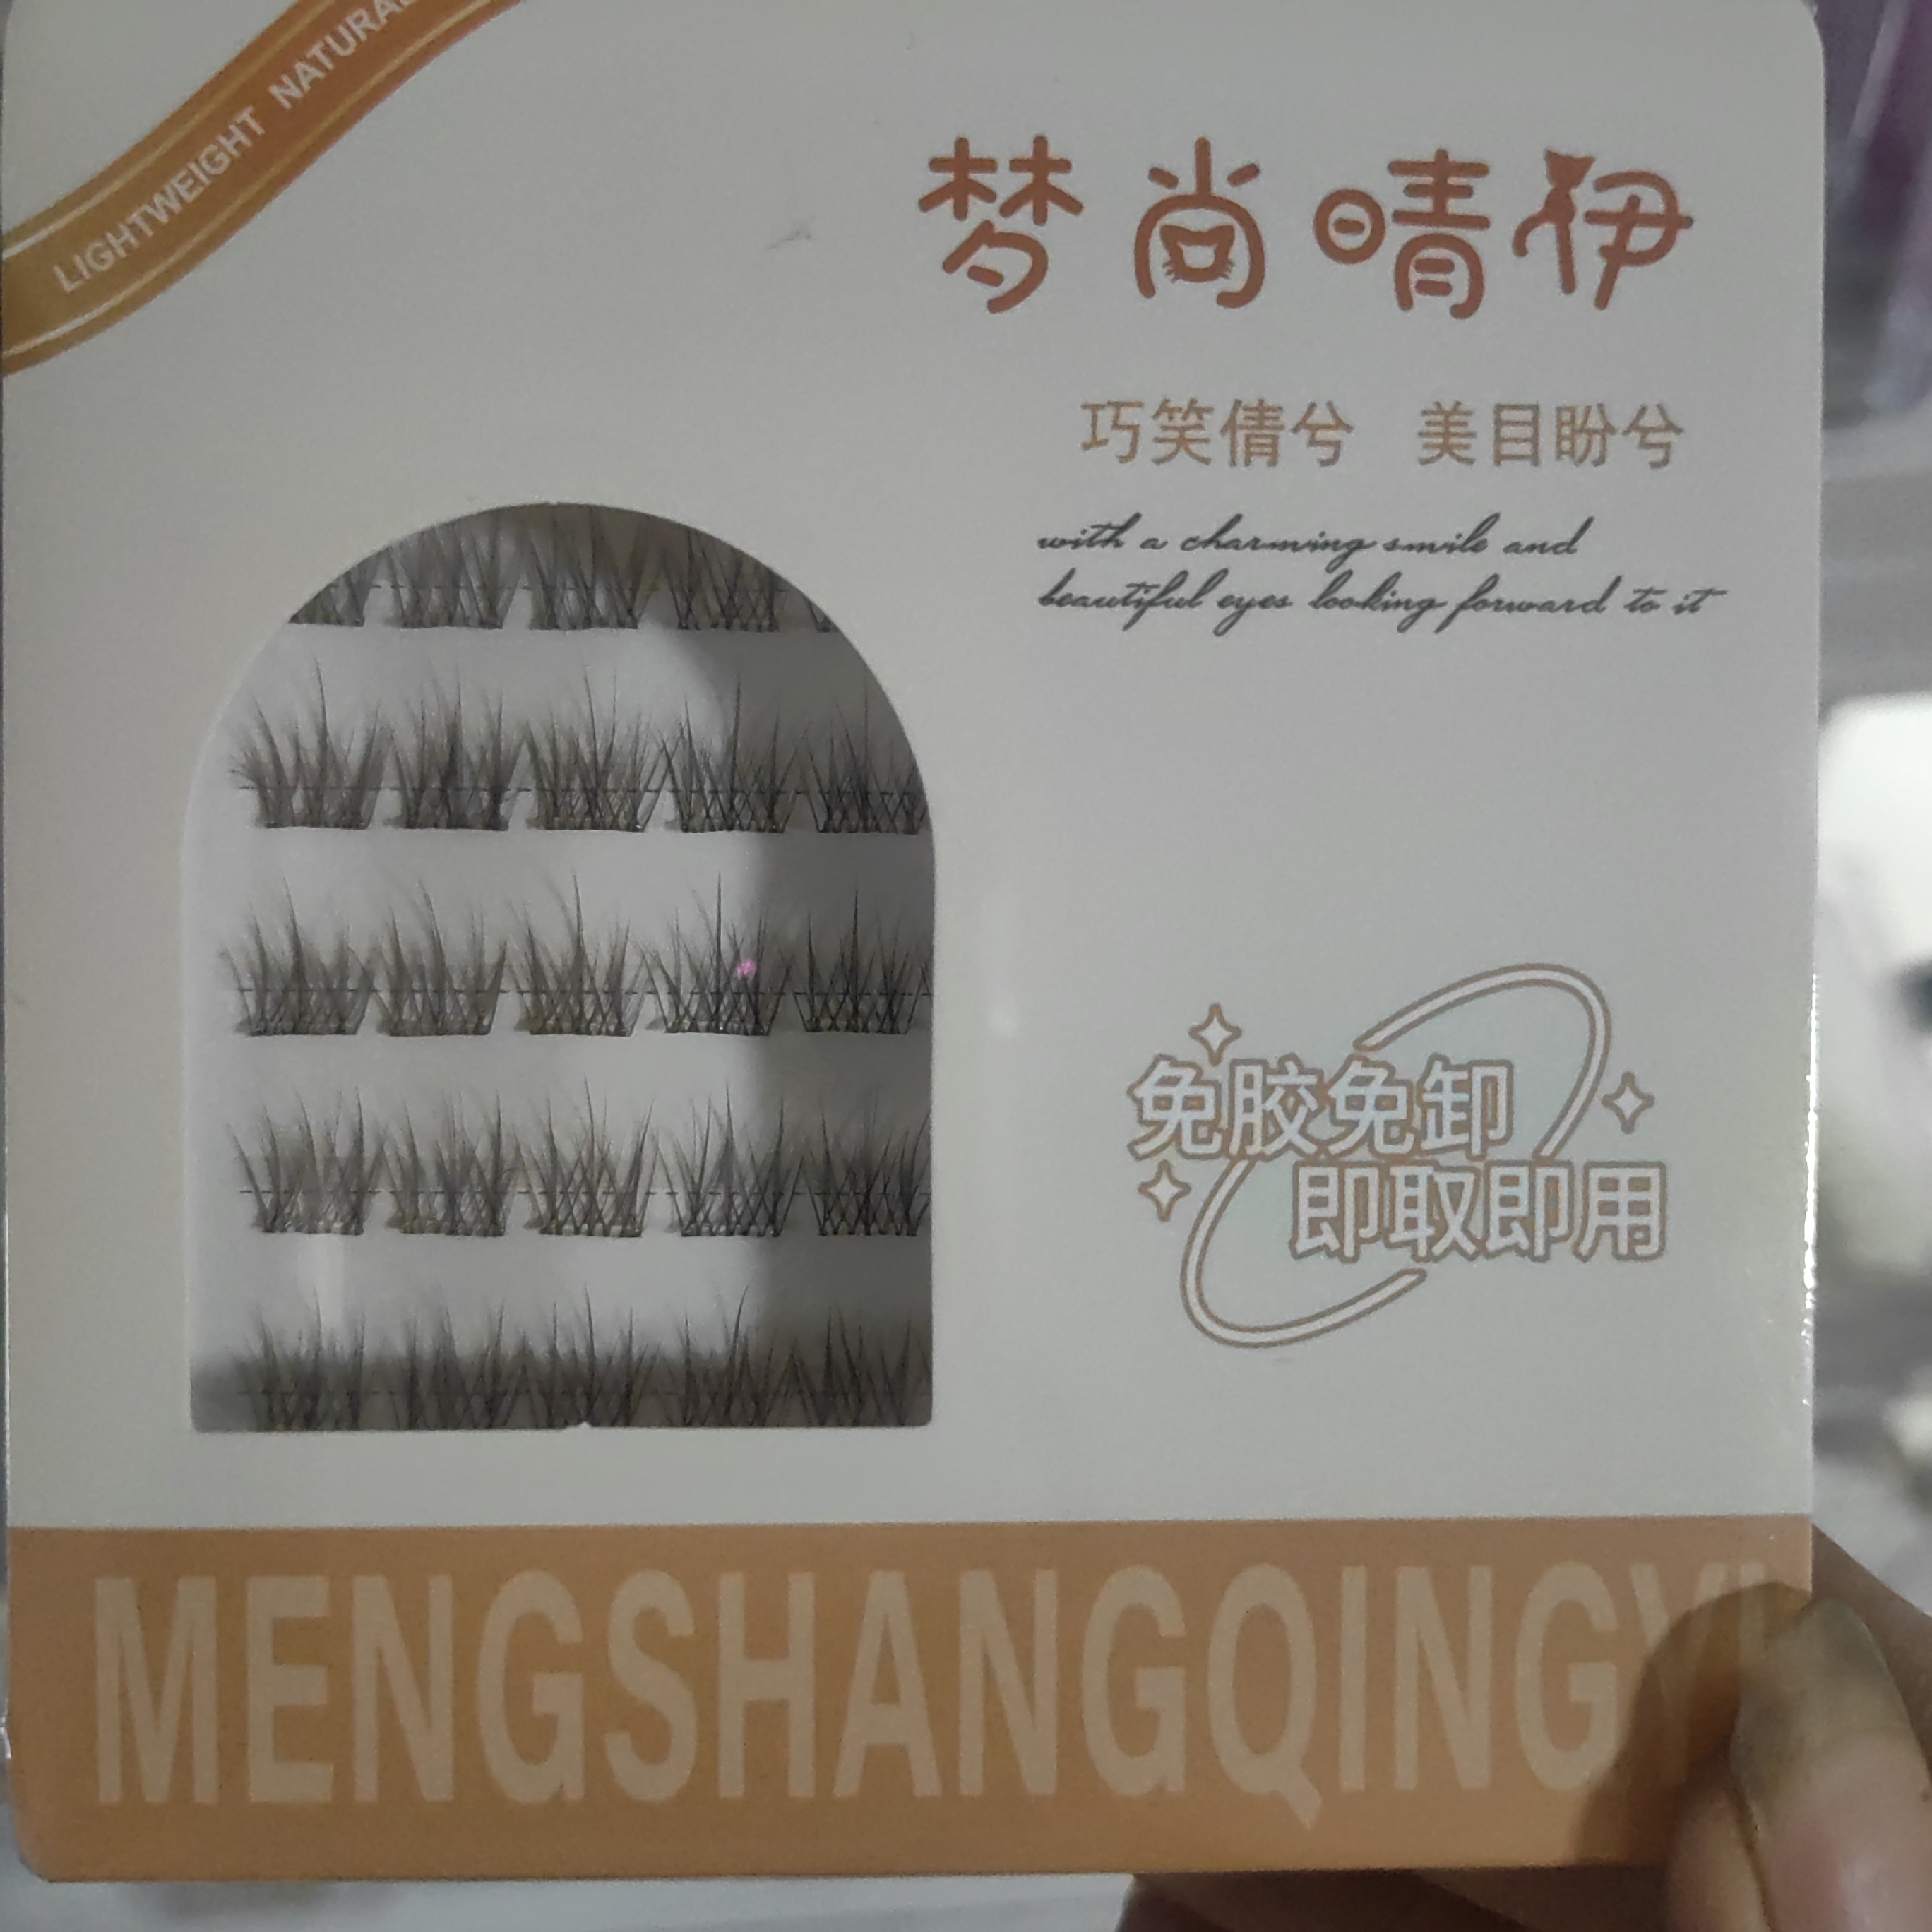 LIGHTWEIGHT NATURAL
梦尚晴伊
巧笑倩兮 美目盼兮
with a charming smile and
beautiful eyes looking forward to it
免胶免卸
即取即用
MENGSHANGQINGYI